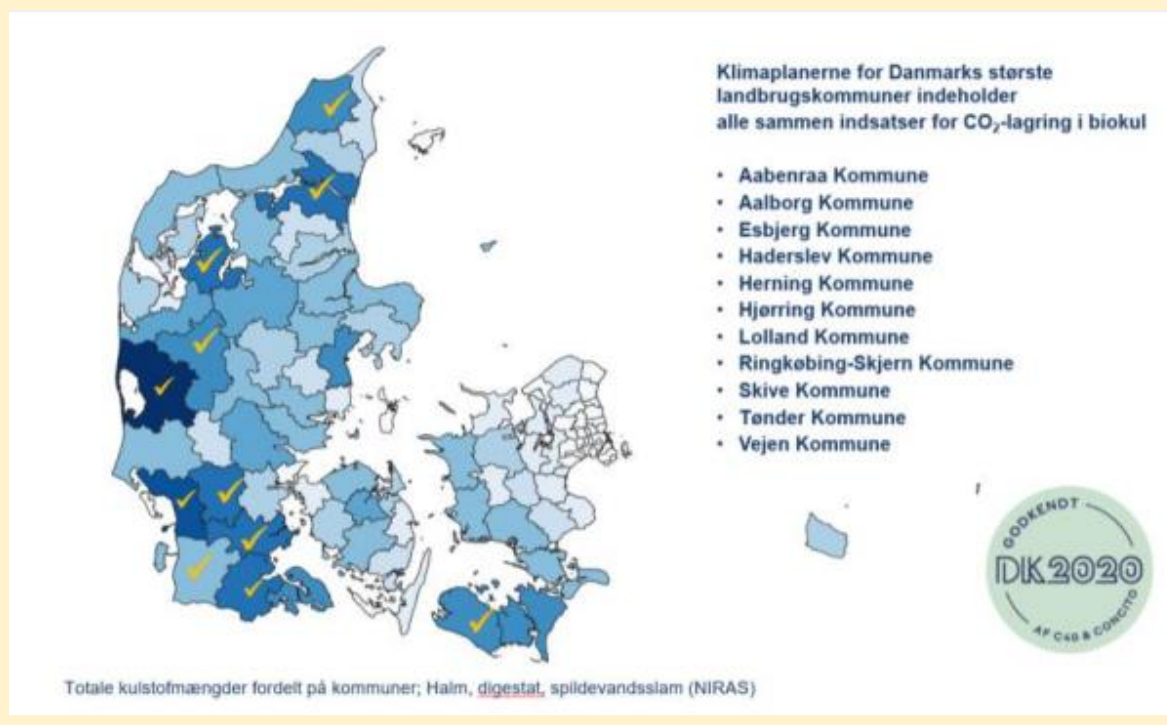 Klimaplanerne for Danmarks største
landbrugskommuner indeholder
alle sammen indsatser for CO₂-lagring i biokul
• Aabenraa Kommune
• Aalborg Kommune
• Esbjerg Kommune
• Haderslev Kommune
• Herning Kommune
• Hjørring Kommune
• Lolland Kommune
• Ringkøbing-Skjern Kommune
• Skive Kommune
• Tønder Kommune
• Vejen Kommune
GODKENDT
DK2020
AF C40 & CONCITO
Totale kulstofmængder fordelt på kommuner; Halm, digestat, spildevandsslam (NIRAS)